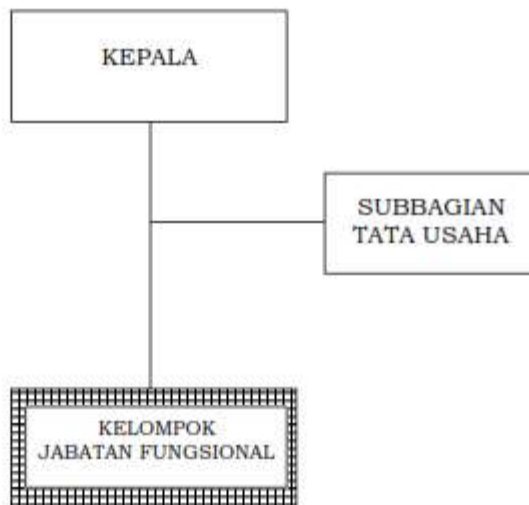 KEPALA
SUBBAGIAN
TATA USAHA
KELOMPOK
JABATAN FUNGSIONAL